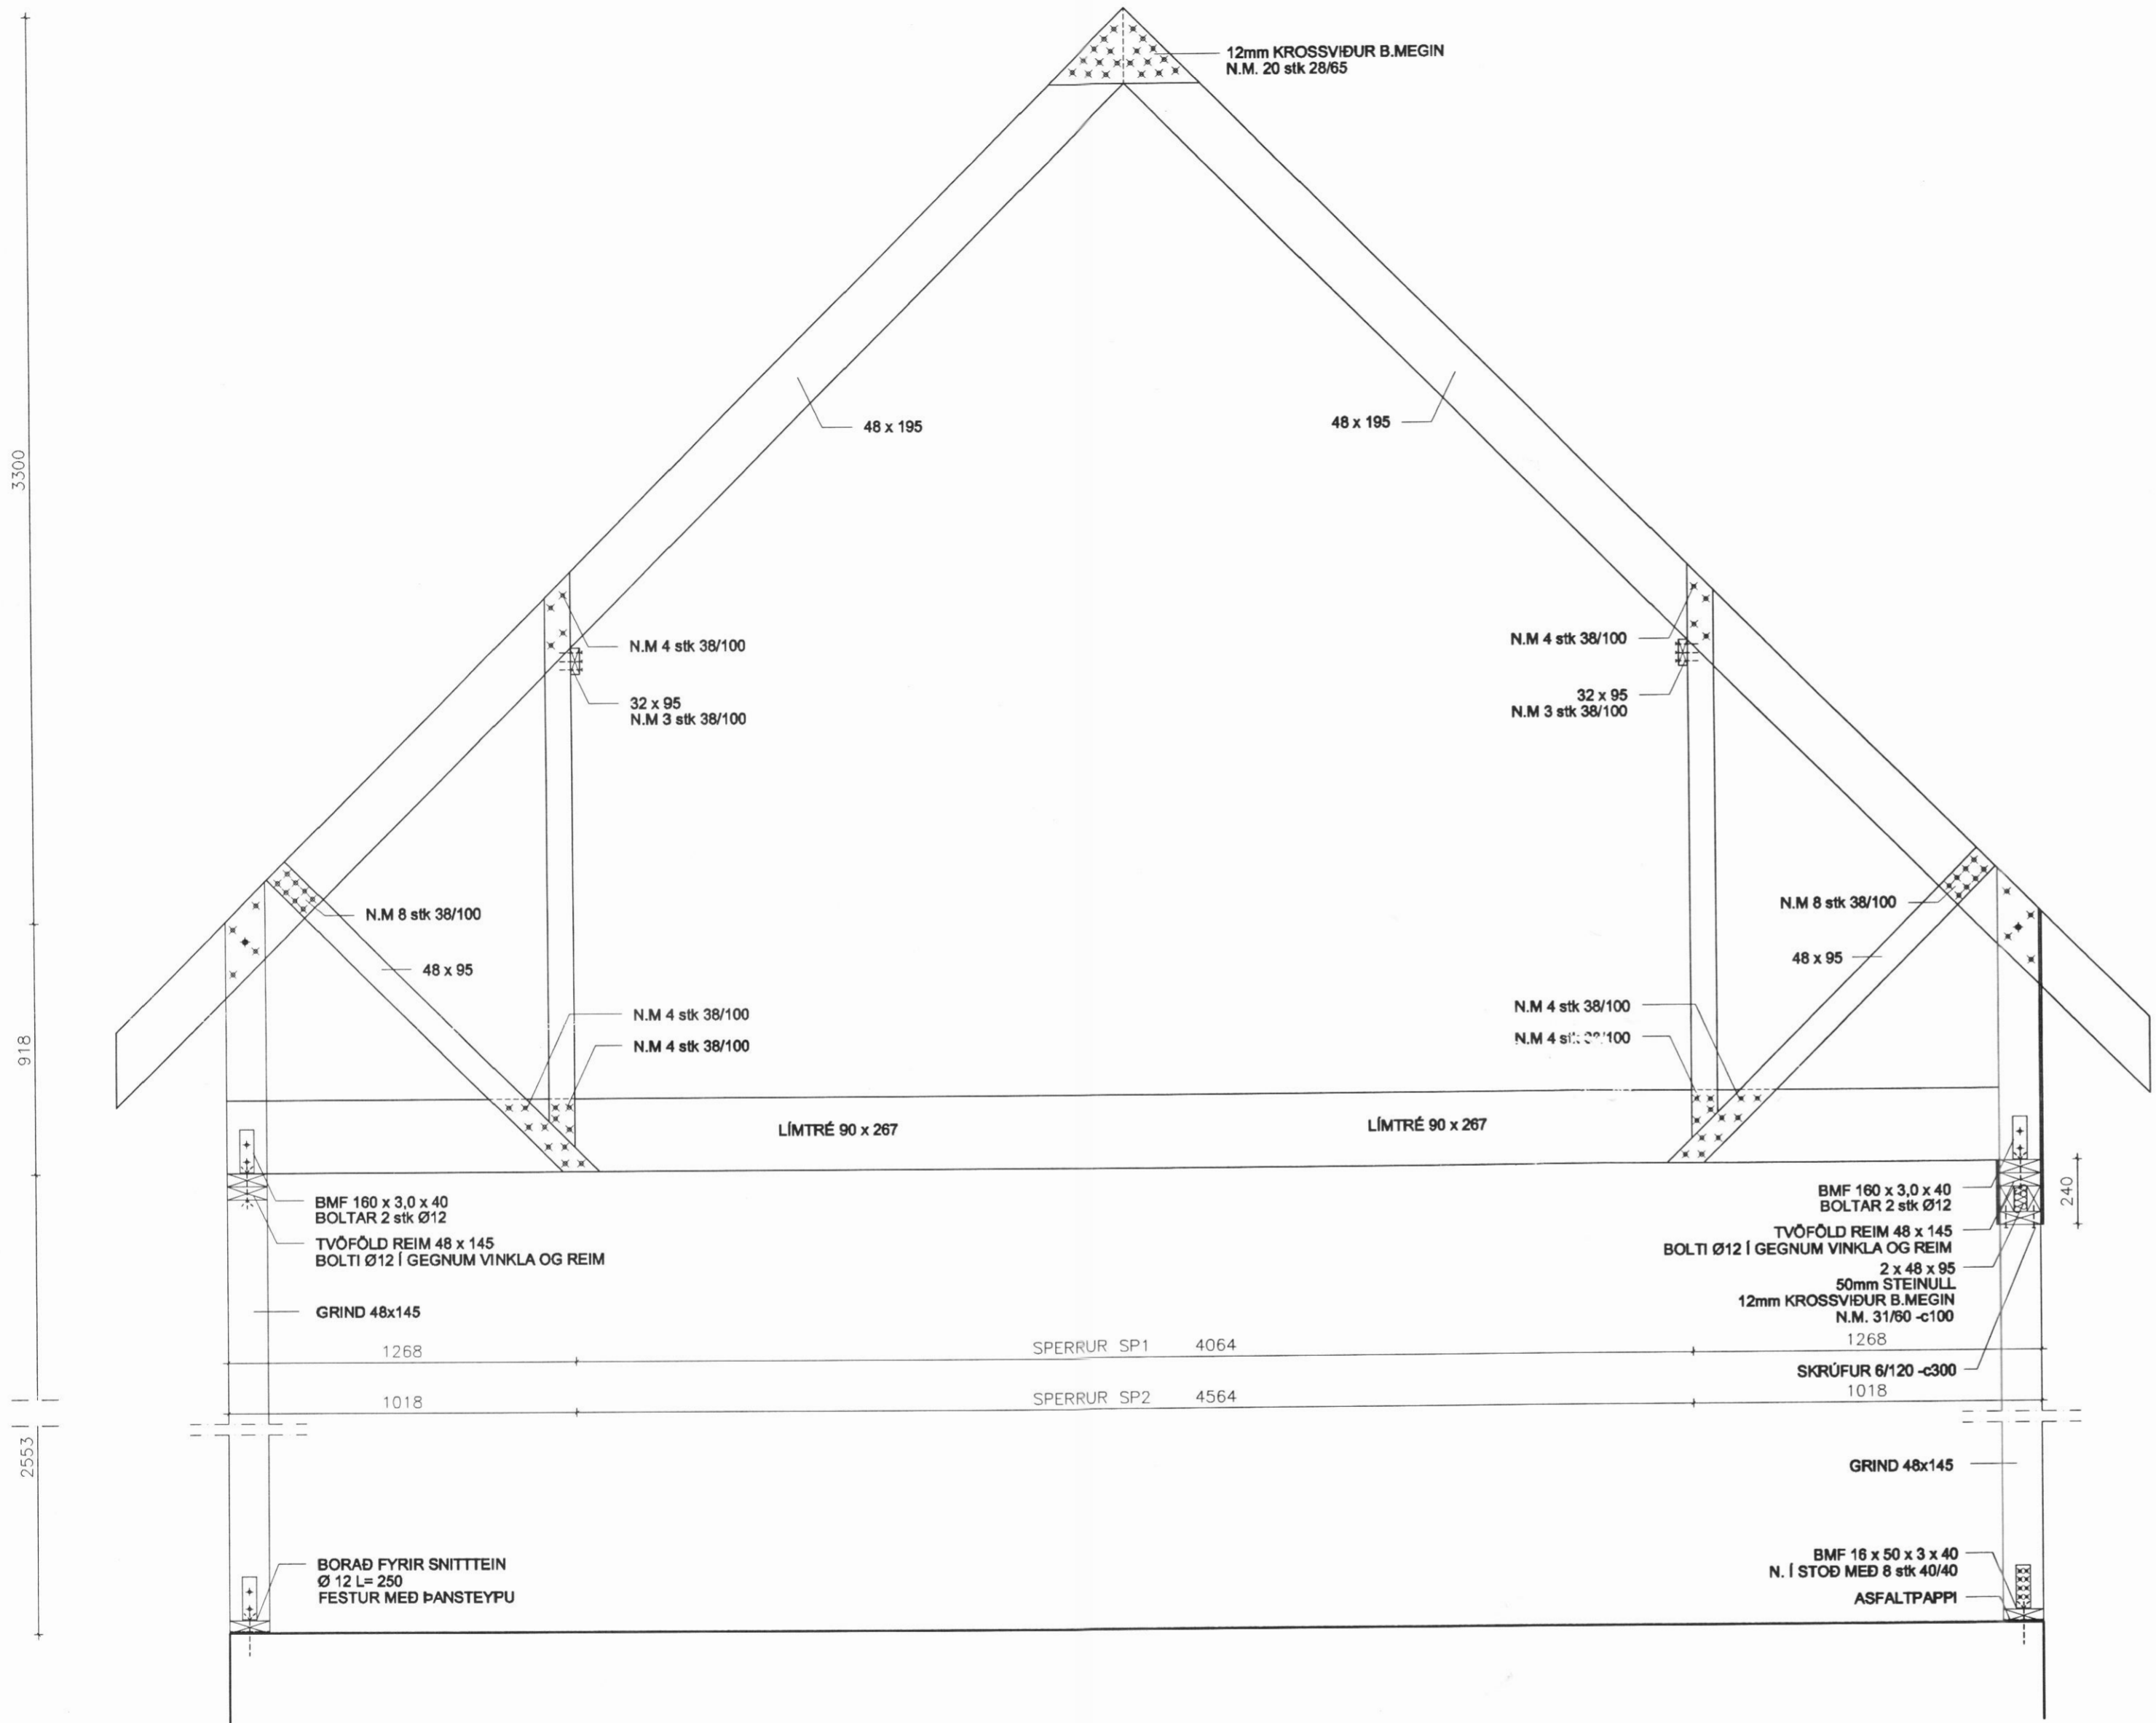 12mm KROSSVIÐUR B.MEGIN
N.M. 20 stk 28/65
3300
48 x 195
48 x 195
N.M 4 stk 38/100
32 x 95
N.M 3 stk 38/100
N.M 4 stk 38/100
32 x 95
N.M 3 stk 38/100
N.M 8 stk 38/100
48 x 95
N.M 8 stk 38/100
48 x 95
918
N.M 4 stk 38/100
N.M 4 stk 38/100
N.M 4 stk 38/100
N.M 4 /100
LÍMTRÉ 90 x 267
LÍMTRÉ 90 x 267
BMF 160 x 3,0 x 40
BOLTAR 2 stk Ø12
TVÖFÖLD REIM 48 x 145
BOLTI Ø12 Í GEGNUM VINKLA OG REIM
GRIND 48x145
BMF 160 x 3,0 x 40
BOLTAR 2 stk Ø12
240
TVÖFÖLD REIM 48 x 145
BOLTI Ø12 Í GEGNUM VINKLA OG REIM
2 x 48 x 95
50mm STEINULL
12mm KROSSVIÐUR B.MEGIN
N.M. 31/60 -c100
1268
SPERRUR SP1 4064
1268
SKRÚFUR 6/120 -c300
1018
SPERRUR SP2 4564
1018
2553
GRIND 48x145
BORAÐ FYRIR SNITTTEIN
Ø 12 L= 250
FESTUR MEÐ ÞANSTEYPU
BMF 16 x 50 x 3 x 40
N. Í STOÐ MEÐ 8 stk 40/40
ASFALTPAPPI